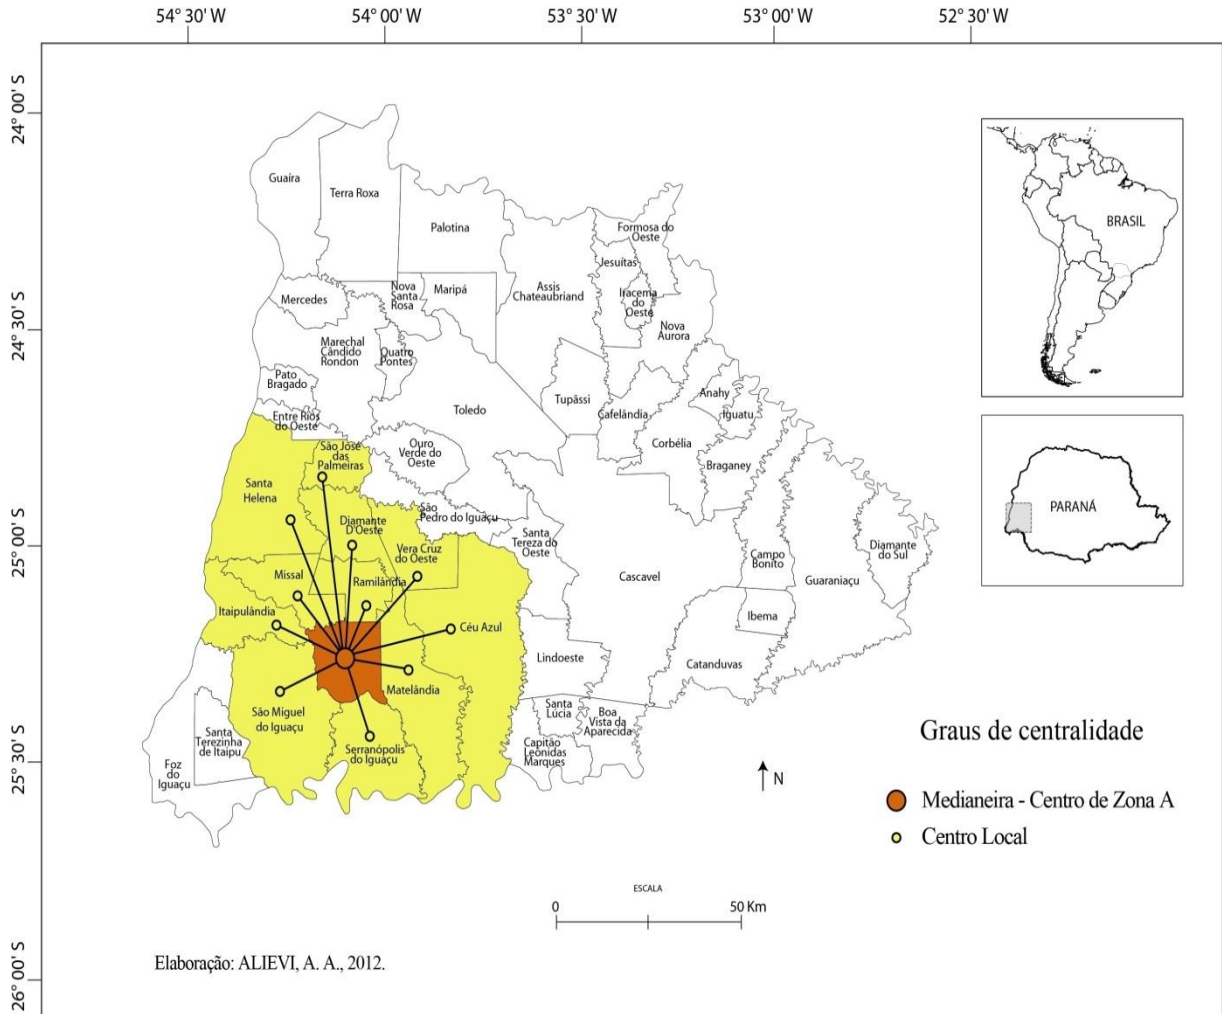 54° 30' W
54° 00' W
53° 30' W
53° 00' W
52° 30' W
24° 00' S
24° 30' S
25° 00' S
25° 30' S
26° 00' S
Guaíra
Terra Roxa
Palotina
Formosa do
Oeste
Jesuítas
Assis
Chateaubriand
Iracema
do
Oeste
Nova
Aurora
Mercedes
Nova
Santa
Rosa
Maripá
Marechal
Cândido
Rondon
Quatro
Pontes
Pato
Bragado
Entre Rios
do Oeste
Toledo
Tupãssi
Cafelândia
Anahy
Iguatu
Corbélia
Braganey
Ouro
Verde do
Oeste
São José
das
Palmeiras
Santa
Helena
São
Pedro do Iguaçu
Diamante
D'Oeste
Vera Cruz
do Oeste
Santa
Tereza do
Oeste
Cascavel
Campo
Bonito
Guaraniaçu
Diamante
do Sul
Ibema
Catanduvas
Missal
Ramilândia
Itaipulândia
Céu Azul
Matelândia
Lindoeste
São Miguel
do Iguaçu
Serranópolis
do Iguaçu
Santa
Terezinha
de Itaipu
Foz
do
Iguaçu
Santa
Lúcia
Boa
Vista da
Aparecida
Capitão
Leônidas
Marques
BRASIL
PARANÁ
N
Graus de centralidade
Medianeira - Centro de Zona A
Centro Local
ESCALA
0 50 Km
Elaboração: ALIEVI, A. A., 2012.